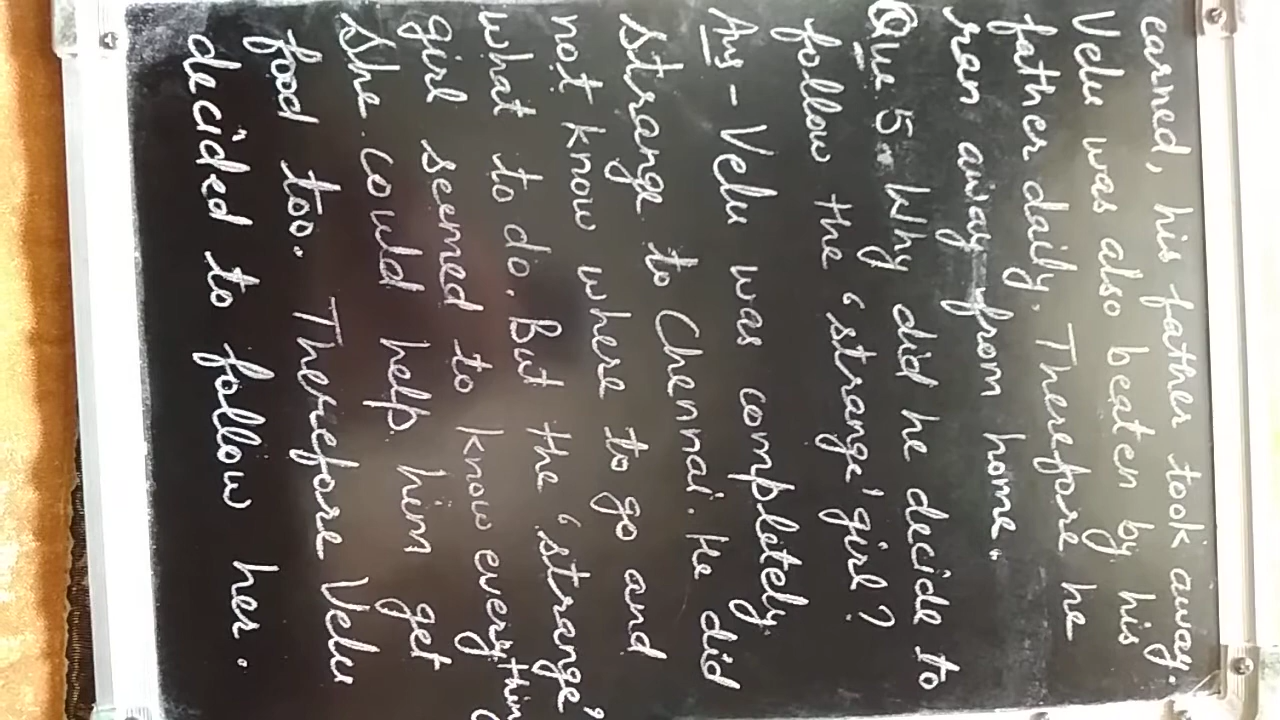 earned, his father took away.
Velu was also beaten by his
father daily. Therefore he
ran away from home.
Que 5 - Why did he decide to
follow the 'strange' girl?
Ans - Velu was completely
strange to Chennai. He did
not know where to go and
what to do. But the 'strange'
girl seemed to know everything
She could help him get
food too. Therefore Velu
decided to follow her.